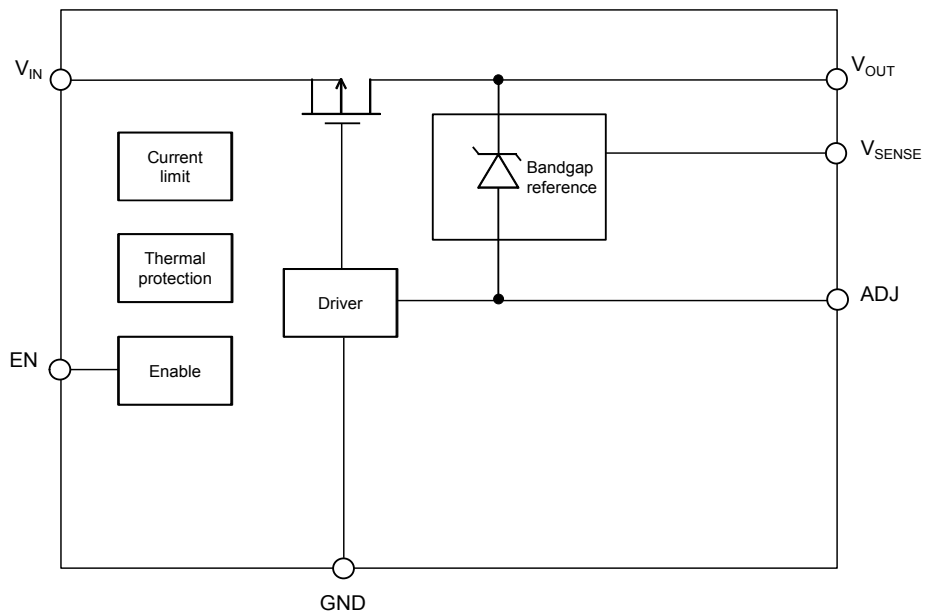 V_IN
V_OUT
V_SENSE
Current
limit
Bandgap
reference
Thermal
protection
Driver
ADJ
EN
Enable
GND